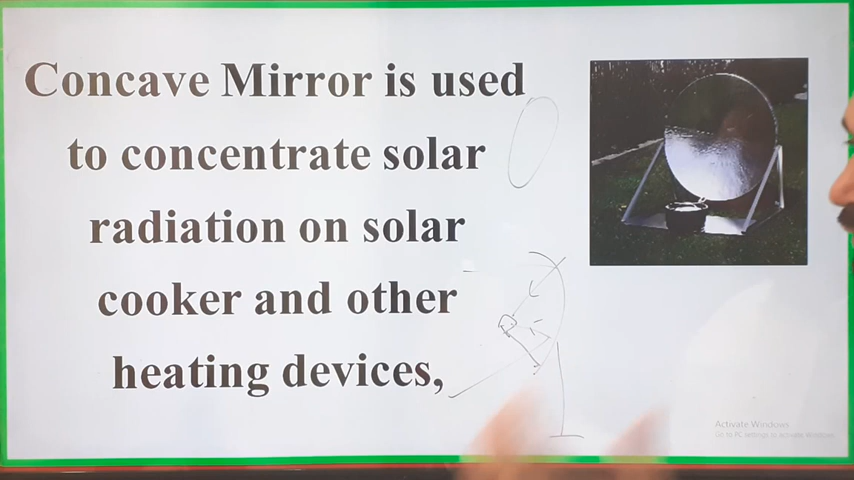 Concave Mirror is used
to concentrate solar
radiation on solar
cooker and other
heating devices,
Activate Windows
Go to PC settings to activate Windows.